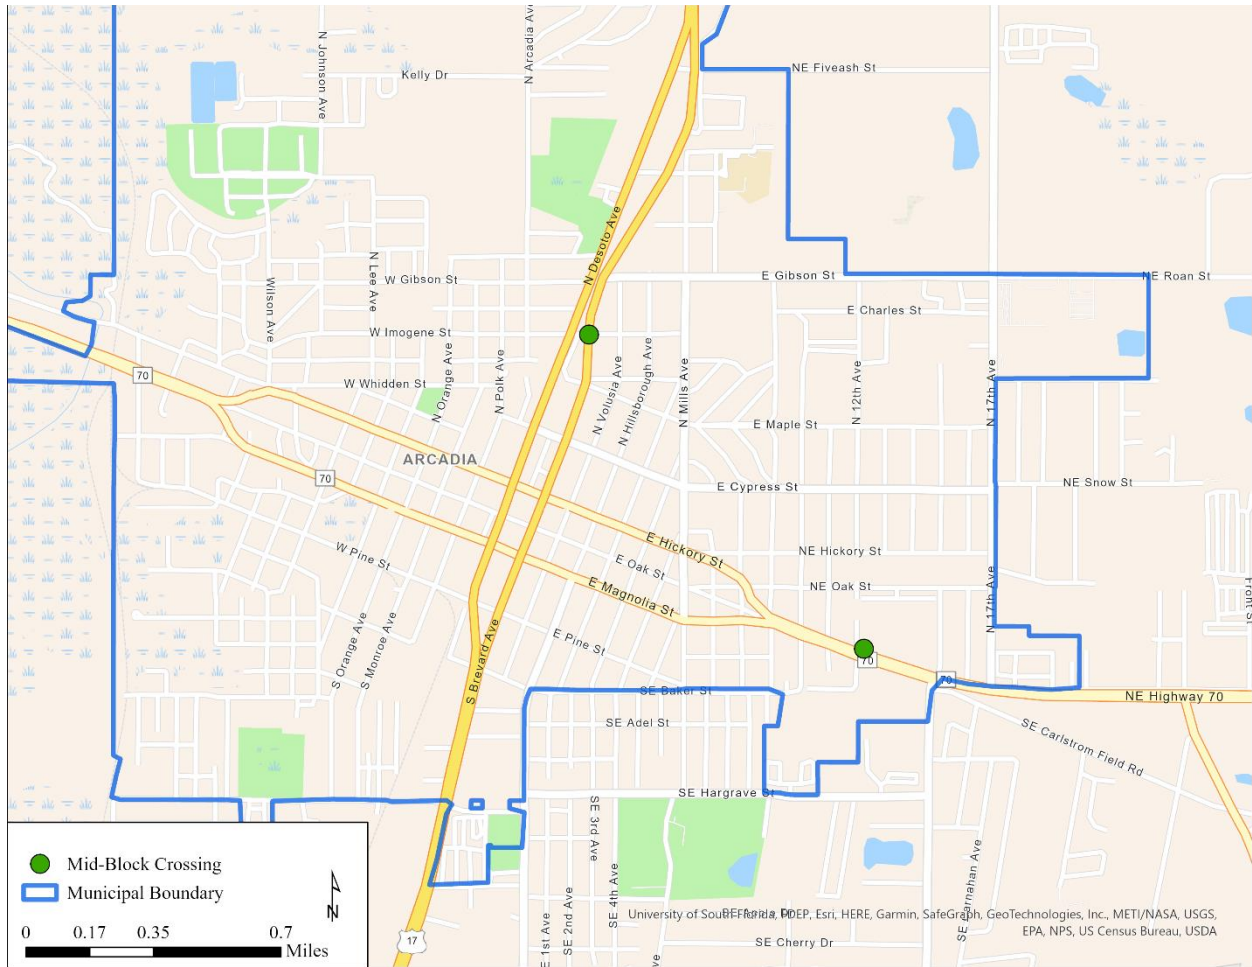 N Johnson Ave
Kelly Dr
N Arcadia Ave
NE Fiveash St
N Desoto Ave
N Lee Ave
W Gibson St
E Gibson St
NE Roan St
Wilson Ave
E Charles St
W Imogene St
N Orange Ave
N Polk Ave
N Volusia Ave
N Hillsborough Ave
N Mills Ave
N 12th Ave
N 17th Ave
70
W Whidden St
E Maple St
ARCADIA
70
E Cypress St
NE Snow St
W Pine St
E Hickory St
NE Hickory St
E Oak St
NE Oak St
E Magnolia St
N 17th Ave
Front St
S Orange Ave
S Monroe Ave
E Pine St
S Brevard Ave
70
70
SE Baker St
NE Highway 70
SE Adel St
SE Carlstrom Field Rd
SE Hargrave St
SE 3rd Ave
SE 4th Ave
SE 2nd Ave
E 1st Ave
SE Carnahan Ave
SE Cherry Dr
17
Mid-Block Crossing
Municipal Boundary
N
0 0.17 0.35 0.7
Miles
University of South Florida, FDEP, Esri, HERE, Garmin, SafeGraph, GeoTechnologies, Inc., METI/NASA, USGS,
EPA, NPS, US Census Bureau, USDA